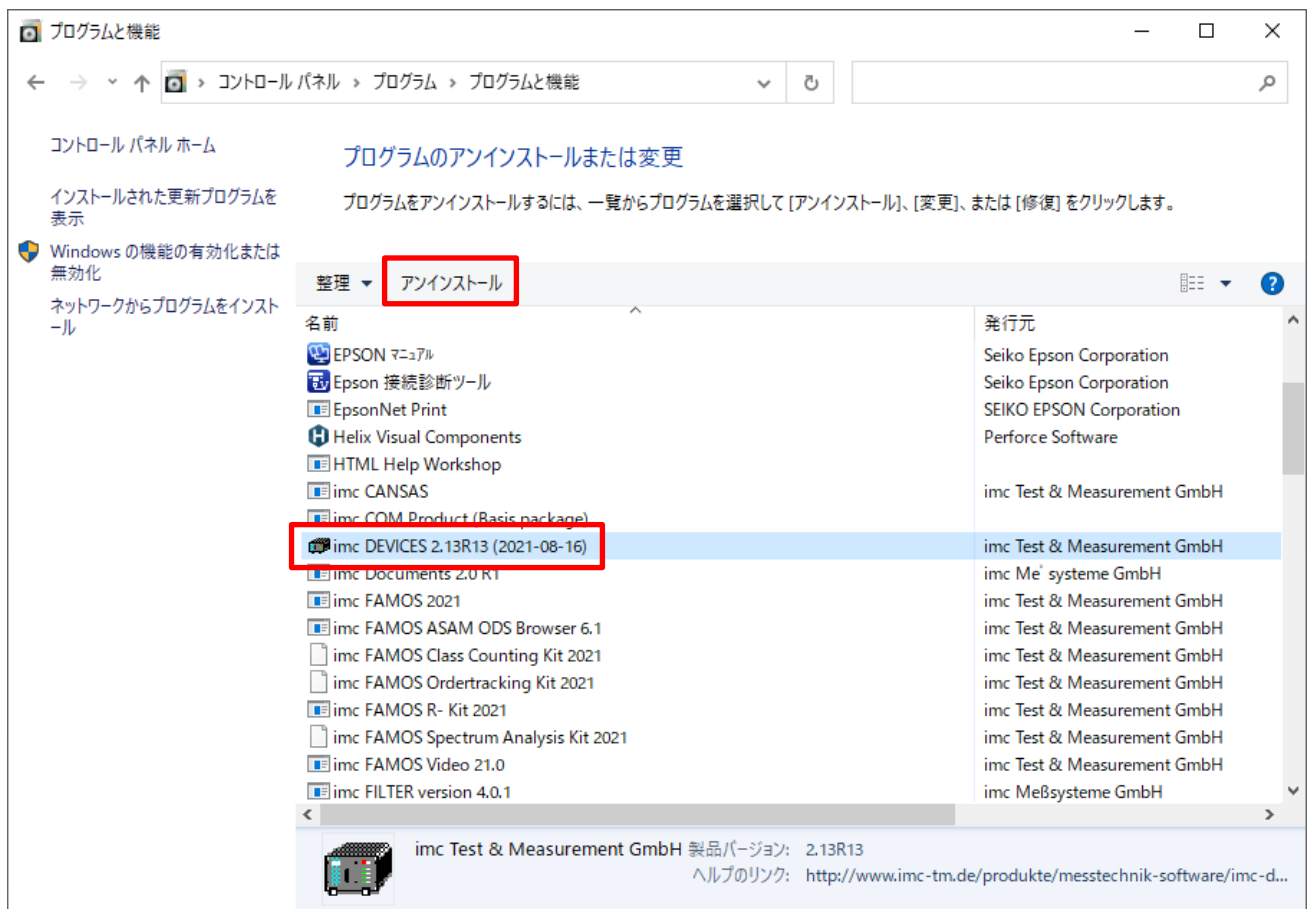 プログラムと機能
コントロール パネル › プログラム › プログラムと機能
コントロール パネル ホーム
インストールされた更新プログラムを
表示
Windows の機能の有効化または
無効化
ネットワークからプログラムをインスト
ール
プログラムのアンインストールまたは変更
プログラムをアンインストールするには、一覧からプログラムを選択して [アンインストール]、[変更]、または [修復] をクリックします。
整理 アンインストール
名前 発行元
EPSON マニュアル Seiko Epson Corporation
Epson 接続診断ツール Seiko Epson Corporation
EpsonNet Print SEIKO EPSON Corporation
Helix Visual Components Perforce Software
HTML Help Workshop
imc CANSAS imc Test & Measurement GmbH
imc COM Product (Basis package)
imc DEVICES 2.13R13 (2021-08-16) imc Test & Measurement GmbH
imc Documents 2.0 R1 imc Me゚systeme GmbH
imc FAMOS 2021 imc Test & Measurement GmbH
imc FAMOS ASAM ODS Browser 6.1 imc Test & Measurement GmbH
imc FAMOS Class Counting Kit 2021 imc Test & Measurement GmbH
imc FAMOS Ordertracking Kit 2021 imc Test & Measurement GmbH
imc FAMOS R- Kit 2021 imc Test & Measurement GmbH
imc FAMOS Spectrum Analysis Kit 2021 imc Test & Measurement GmbH
imc FAMOS Video 21.0 imc Test & Measurement GmbH
imc FILTER version 4.0.1 imc Meßsysteme GmbH
imc Test & Measurement GmbH 製品バージョン: 2.13R13
ヘルプのリンク: http://www.imc-tm.de/produkte/messtechnik-software/imc-d...